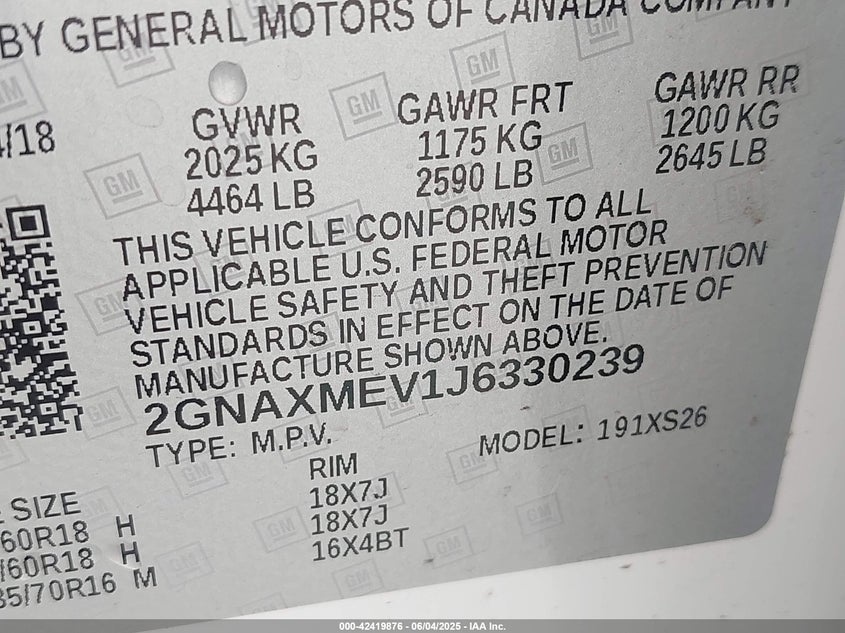 BY GENERAL MOTORS OF CANADA COMPANY
/18
GVWR GAWR FRT GAWR RR
2025 KG 1175 KG 1200 KG
4464 LB 2590 LB 2645 LB
THIS VEHICLE CONFORMS TO ALL
APPLICABLE U.S. FEDERAL MOTOR
VEHICLE SAFETY AND THEFT PREVENTION
STANDARDS IN EFFECT ON THE DATE OF
MANUFACTURE SHOWN ABOVE.
2GNAXMEV1J6330239
TYPE: M.P.V. MODEL: 191XS26
SIZE RIM
60R18 H 18X7J
/60R18 H 18X7J
35/70R16 M 16X4BT
000-42419876 - 06/04/2025 - IAA Inc.